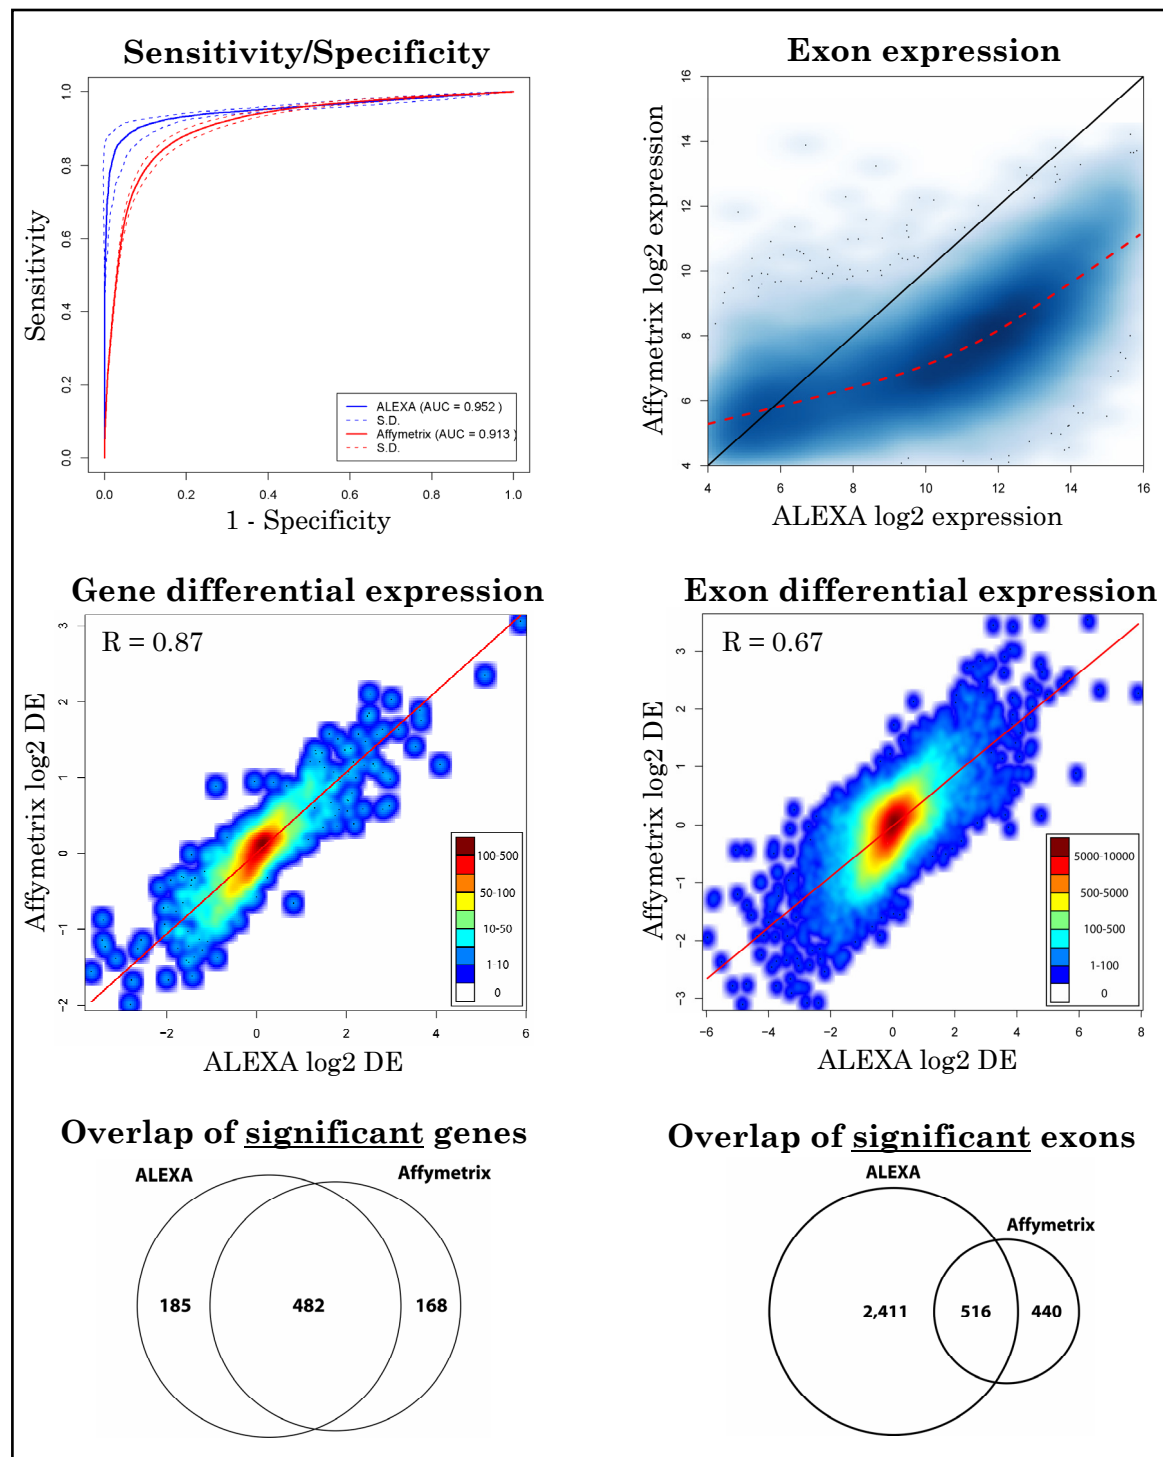 Sensitivity/Specificity
Sensitivity
1.0
0.8
0.6
0.4
0.2
0.0
0.0 0.2 0.4 0.6 0.8 1.0
1 - Specificity
ALEXA (AUC = 0.952 )
S.D.
Affymetrix (AUC = 0.913 )
S.D.
Exon expression
Affymetrix log2 expression
16
14
12
10
8
6
4
4 6 8 10 12 14 16
ALEXA log2 expression
Gene differential expression
R = 0.87
Affymetrix log2 DE
3
2
1
0
-1
-2
-2 0 2 4 6
ALEXA log2 DE
100-500
50-100
10-50
1-10
0
Exon differential expression
R = 0.67
Affymetrix log2 DE
3
2
1
0
-1
-2
-3
-6 -4 -2 0 2 4 6 8
ALEXA log2 DE
5000-10000
500-5000
100-500
1-100
0
Overlap of significant genes
ALEXA
Affymetrix
185 482 168
Overlap of significant exons
ALEXA
Affymetrix
2,411 516 440